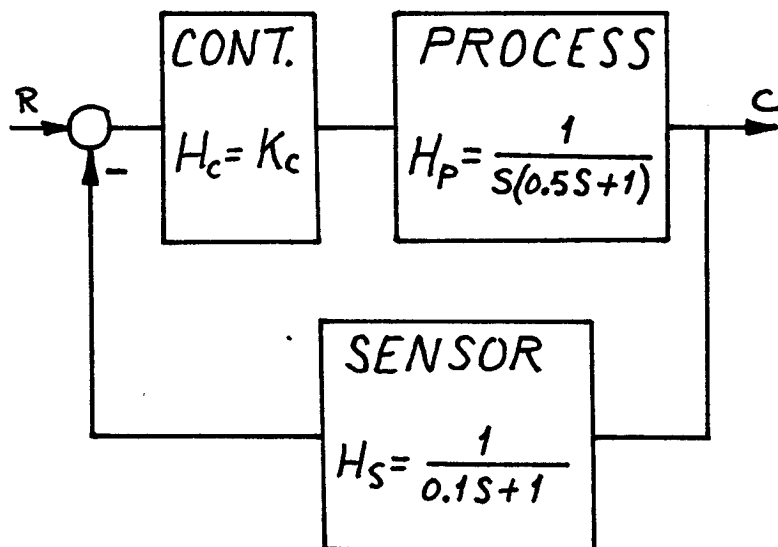 CONT.
PROCESS
R
C
Hc = Kc
Hp = 1 / S(0.5S+1)
-
SENSOR
Hs = 1 / 0.1S+1